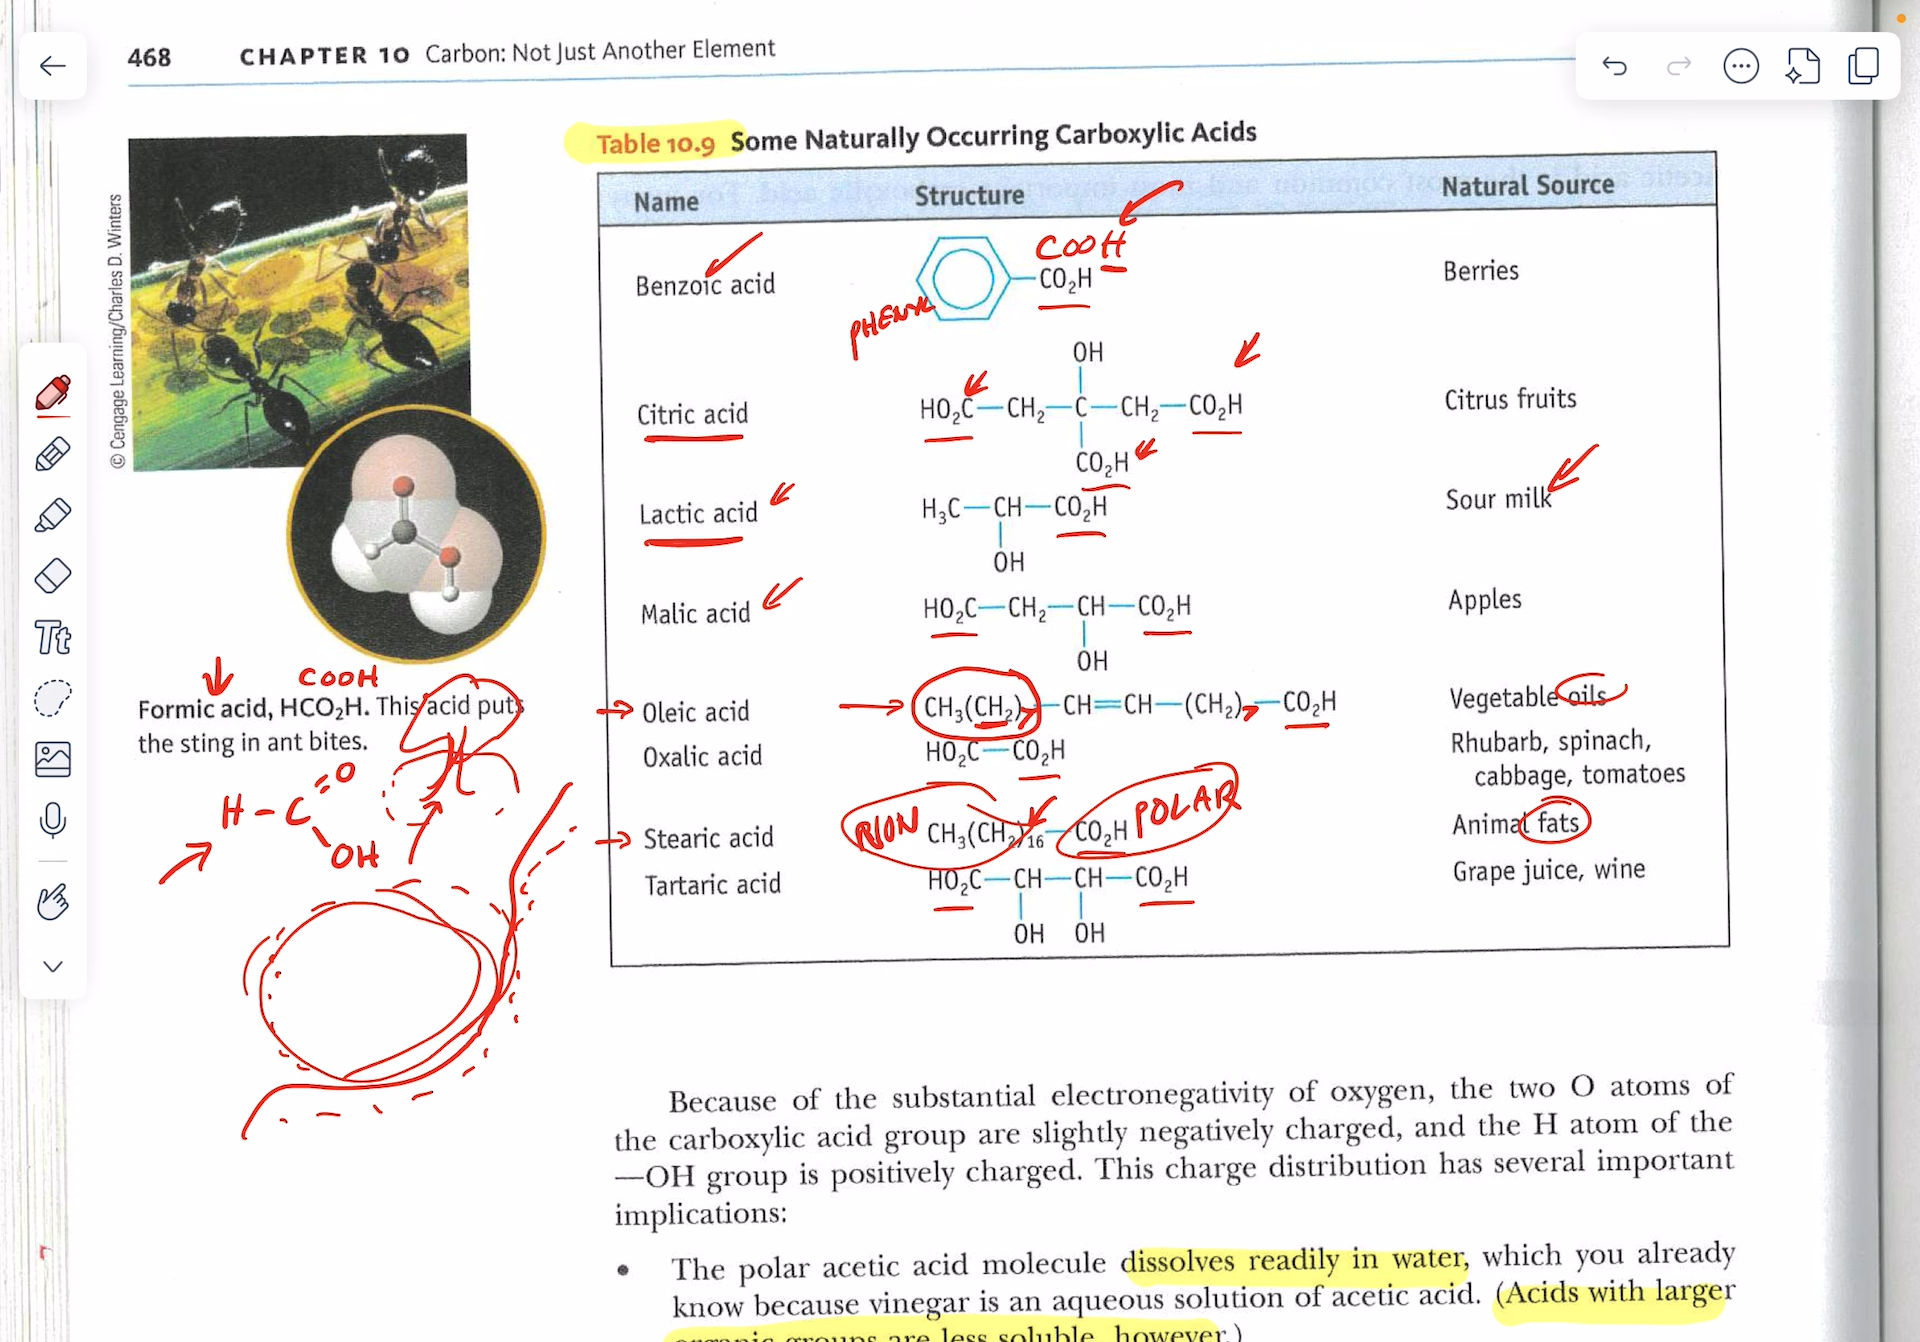 468 CHAPTER 10 Carbon: Not Just Another Element
© Cengage Learning/Charles D. Winters
Table 10.9 Some Naturally Occurring Carboxylic Acids
Name Structure Natural Source
COOH
Benzoic acid —CO₂H Berries
PHENYL
OH
Citric acid HO₂C—CH₂—C—CH₂—CO₂H Citrus fruits
CO₂H
Lactic acid H₃C—CH—CO₂H Sour milk
OH
Malic acid HO₂C—CH₂—CH—CO₂H Apples
OH
Oleic acid CH₃(CH₂)₇—CH=CH—(CH₂)₇—CO₂H Vegetable oils
Oxalic acid HO₂C—CO₂H Rhubarb, spinach,
cabbage, tomatoes
NON POLAR
Stearic acid CH₃(CH₂)₁₆—CO₂H Animal fats
Tartaric acid HO₂C—CH—CH—CO₂H Grape juice, wine
OH OH
COOH
Formic acid, HCO₂H. This acid puts
the sting in ant bites.
H-C
=O
OH
Because of the substantial electronegativity of oxygen, the two O atoms of
the carboxylic acid group are slightly negatively charged, and the H atom of the
—OH group is positively charged. This charge distribution has several important
implications:
• The polar acetic acid molecule dissolves readily in water, which you already
know because vinegar is an aqueous solution of acetic acid. (Acids with larger
organic groups are less soluble, however.)
Tt